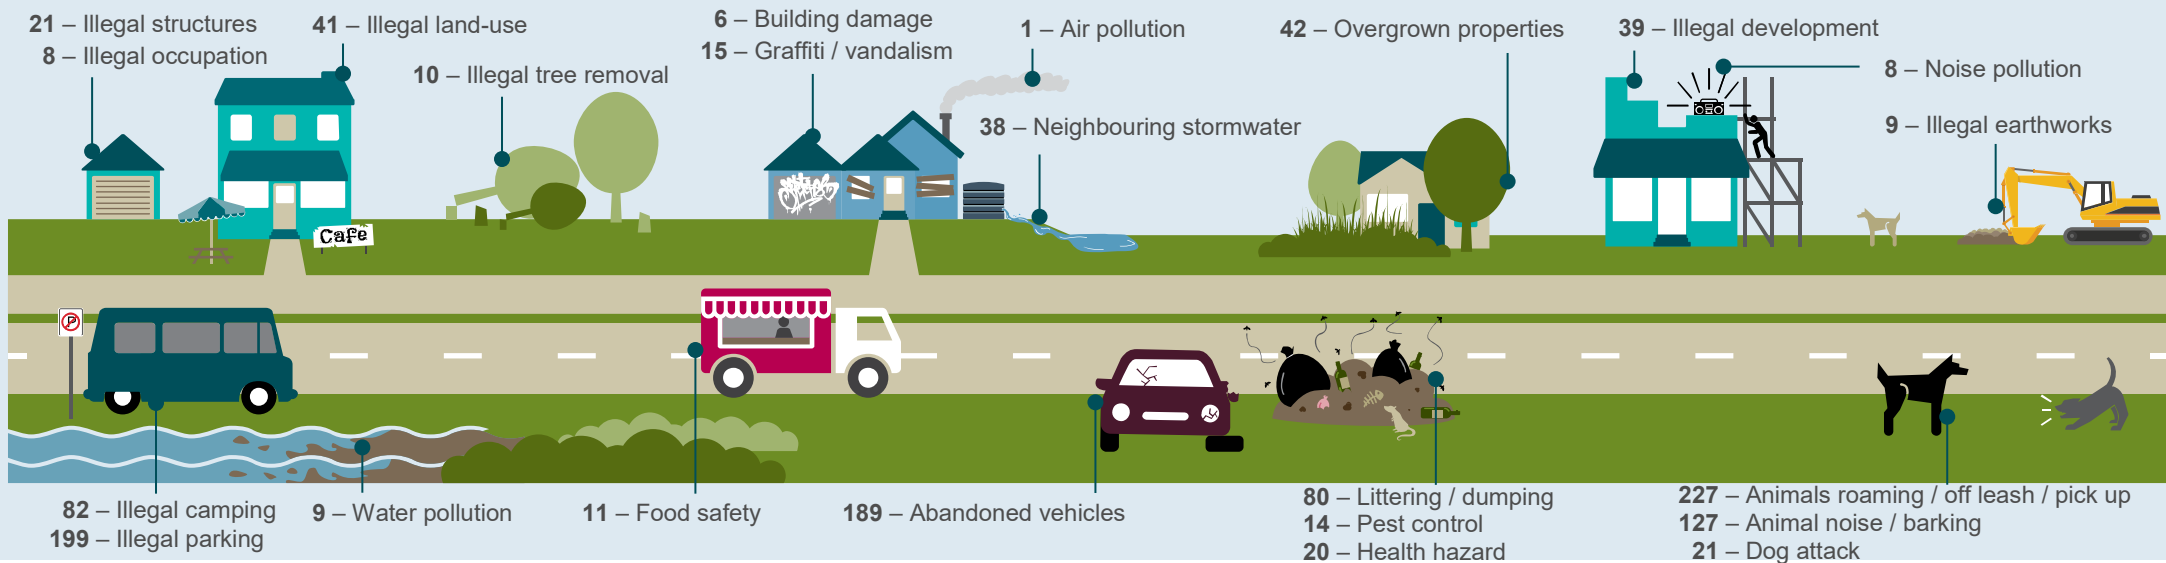 21 – Illegal structures
8 – Illegal occupation
41 – Illegal land-use
10 – Illegal tree removal
6 – Building damage
15 – Graffiti / vandalism
1 – Air pollution
38 – Neighbouring stormwater
42 – Overgrown properties
39 – Illegal development
8 – Noise pollution
9 – Illegal earthworks
Cafe
P
82 – Illegal camping
199 – Illegal parking
9 – Water pollution
11 – Food safety
189 – Abandoned vehicles
80 – Littering / dumping
14 – Pest control
20 – Health hazard
227 – Animals roaming / off leash / pick up
127 – Animal noise / barking
21 – Dog attack